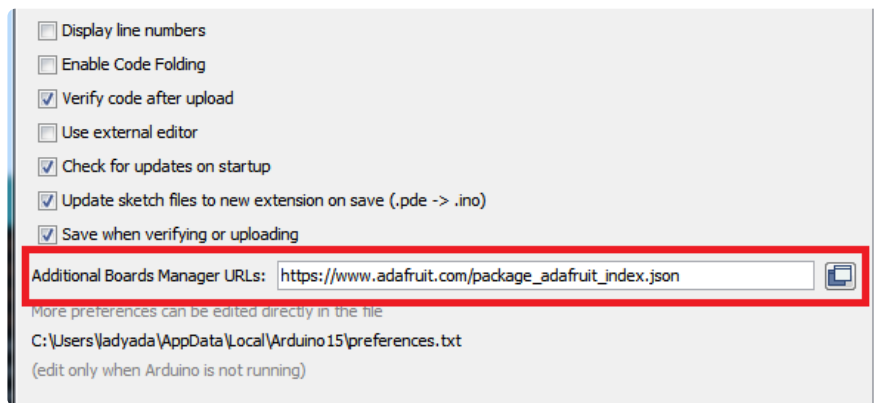 Display line numbers
Enable Code Folding
Verify code after upload
Use external editor
Check for updates on startup
Update sketch files to new extension on save (.pde -> .ino)
Save when verifying or uploading
Additional Boards Manager URLs: https://www.adafruit.com/package_adafruit_index.json
More preferences can be edited directly in the file
C:\Users\ladyada\AppData\Local\Arduino15\preferences.txt
(edit only when Arduino is not running)